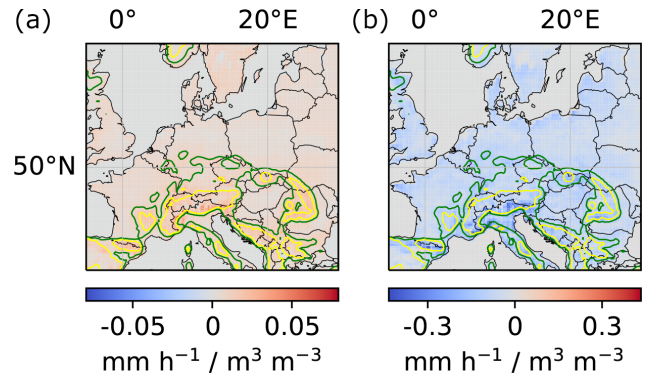 (a) 0° 20°E (b) 0° 20°E
50°N
-0.05 0 0.05 -0.3 0 0.3
mm h⁻¹ / m³ m⁻³ mm h⁻¹ / m³ m⁻³